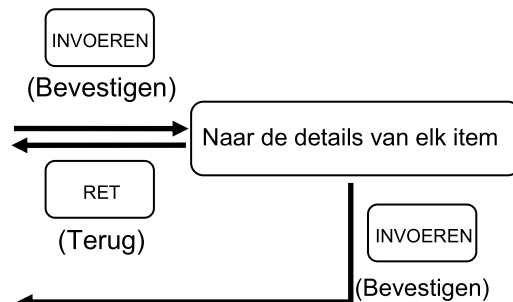 INVOEREN
(Bevestigen)
Naar de details van elk item
RET
(Terug)
INVOEREN
(Bevestigen)